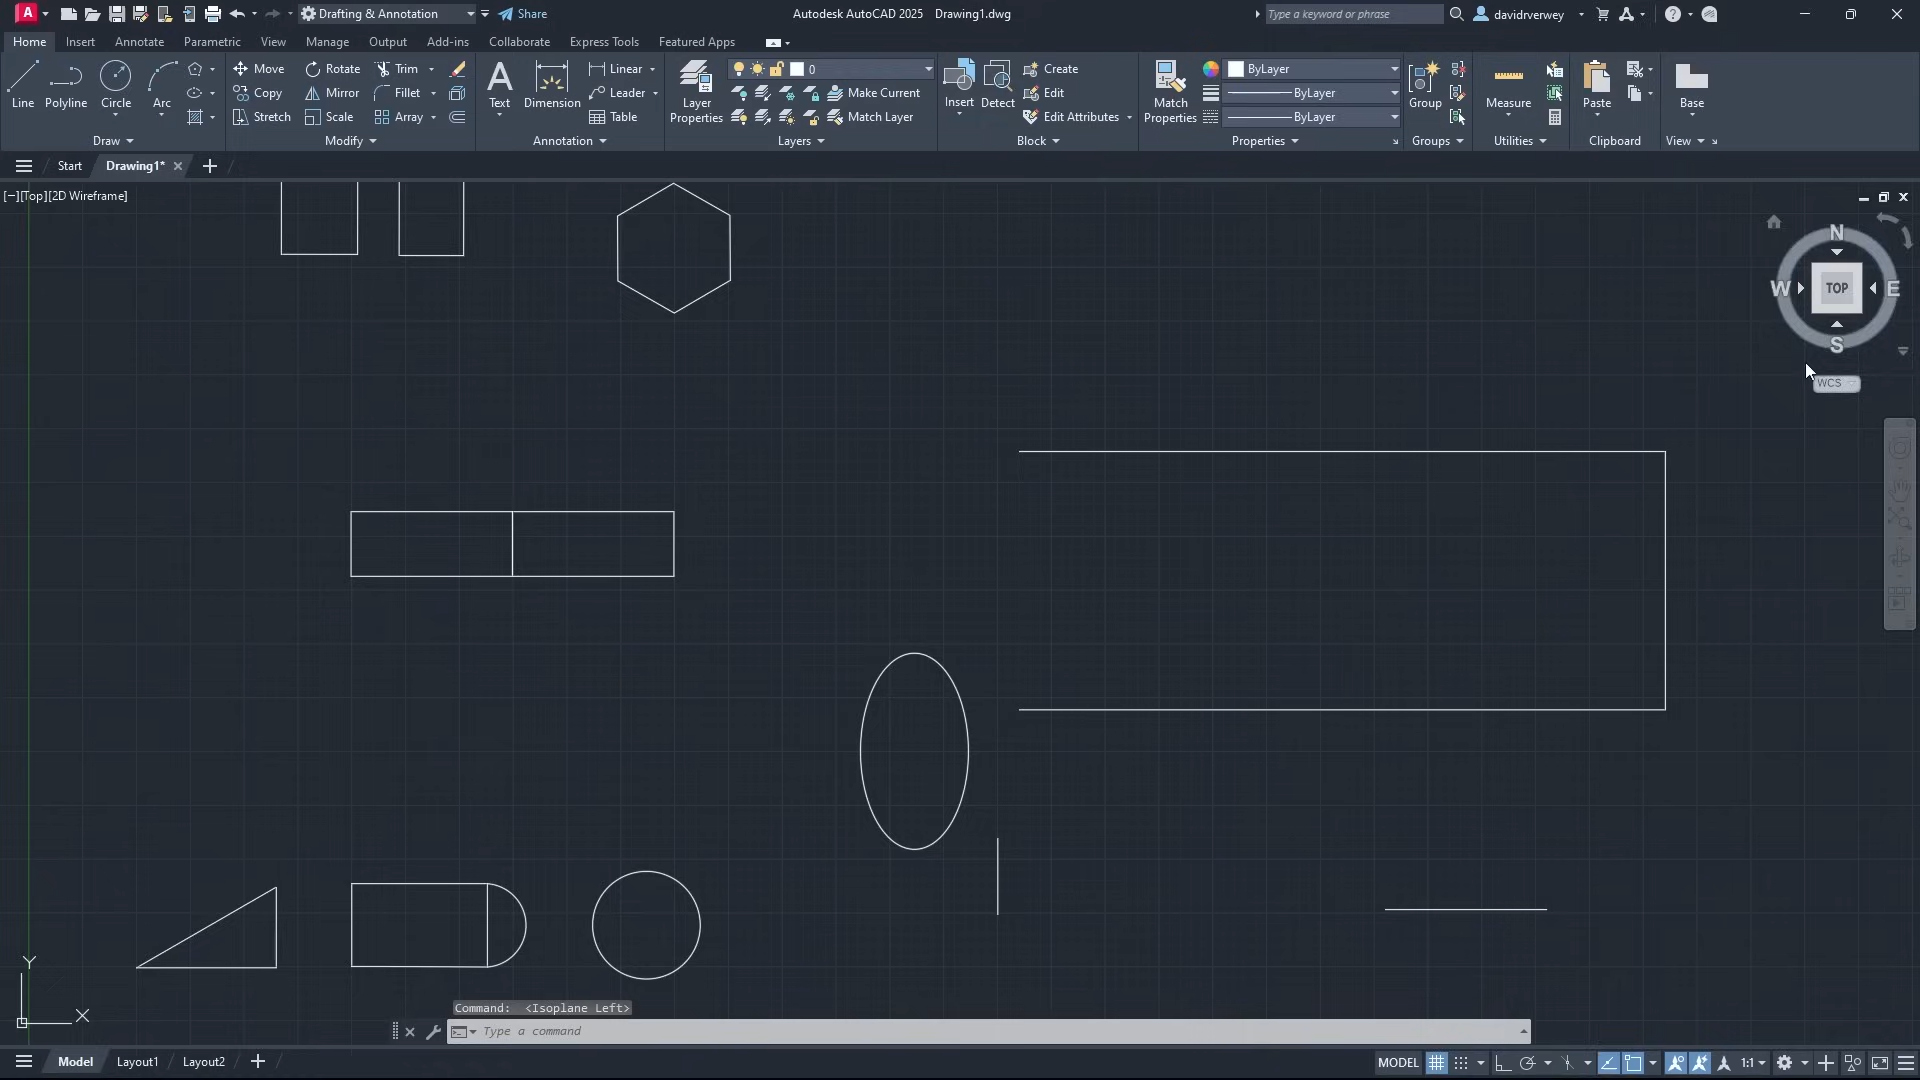 A Drafting & Annotation Share Autodesk AutoCAD 2025 Drawing1.dwg Type a keyword or phrase davidrverwey
Home Insert Annotate Parametric View Manage Output Add-ins Collaborate Express Tools Featured Apps
Line Polyline Circle Arc
Move Rotate Trim
Copy Mirror Fillet
Stretch Scale Array
Text Dimension
Linear
Leader
Table
Layer Properties
0
Make Current
Match Layer
Insert Detect
Create
Edit
Edit Attributes
Match Properties
ByLayer
ByLayer
ByLayer
Group Measure Paste Base
Draw Modify Annotation Layers Block Properties Groups Utilities Clipboard View
Start Drawing1*
[−][Top][2D Wireframe]
N
W TOP E
S
WCS
Y
X
Command: <Isoplane Left>
Type a command
Model Layout1 Layout2 MODEL 1:1